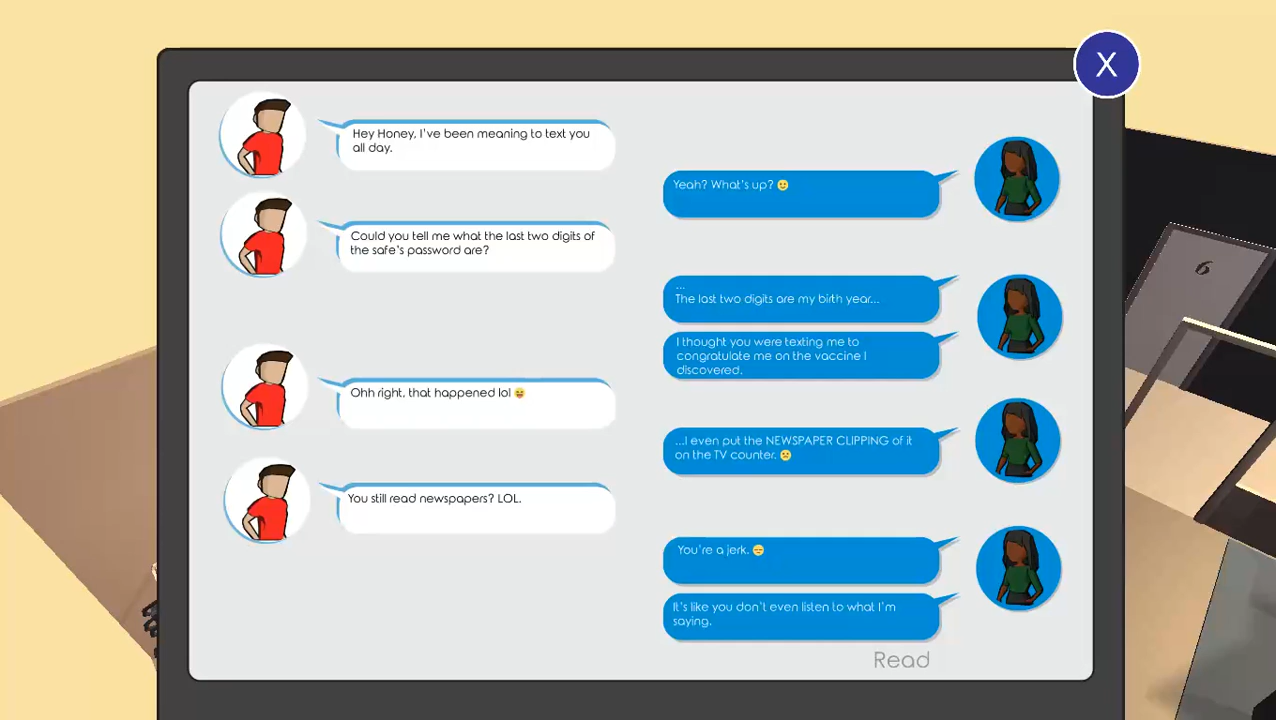 X
Hey Honey, I've been meaning to text you
all day.
Yeah? What's up? 🙂
Could you tell me what the last two digits of
the safe's password are?
...
The last two digits are my birth year...
I thought you were texting me to
congratulate me on the vaccine I
discovered.
Ohh right, that happened lol 😝
...I even put the NEWSPAPER CLIPPING of it
on the TV counter. 🙁
You still read newspapers? LOL.
You're a jerk. 😔
It's like you don't even listen to what I'm
saying.
Read
6